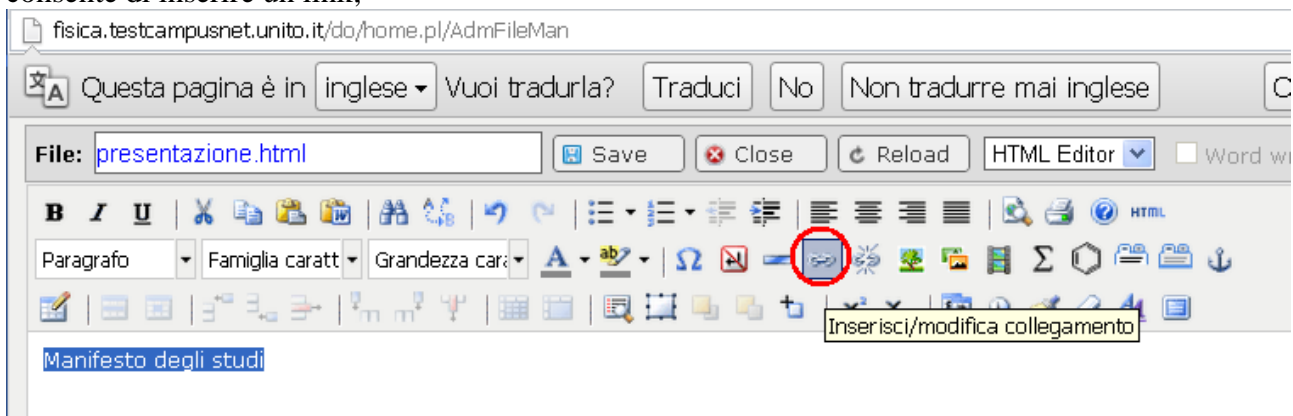 consente di inserire un link,
fisica.testcampusnet.unito.it/do/home.pl/AdmFileMan
Questa pagina è in inglese Vuoi tradurla? Traduci No Non tradurre mai inglese
File: presentazione.html Save Close Reload HTML Editor Word
B I U HTML
Paragrafo Famiglia caratt Grandezza cara A
Inserisci/modifica collegamento
Manifesto degli studi